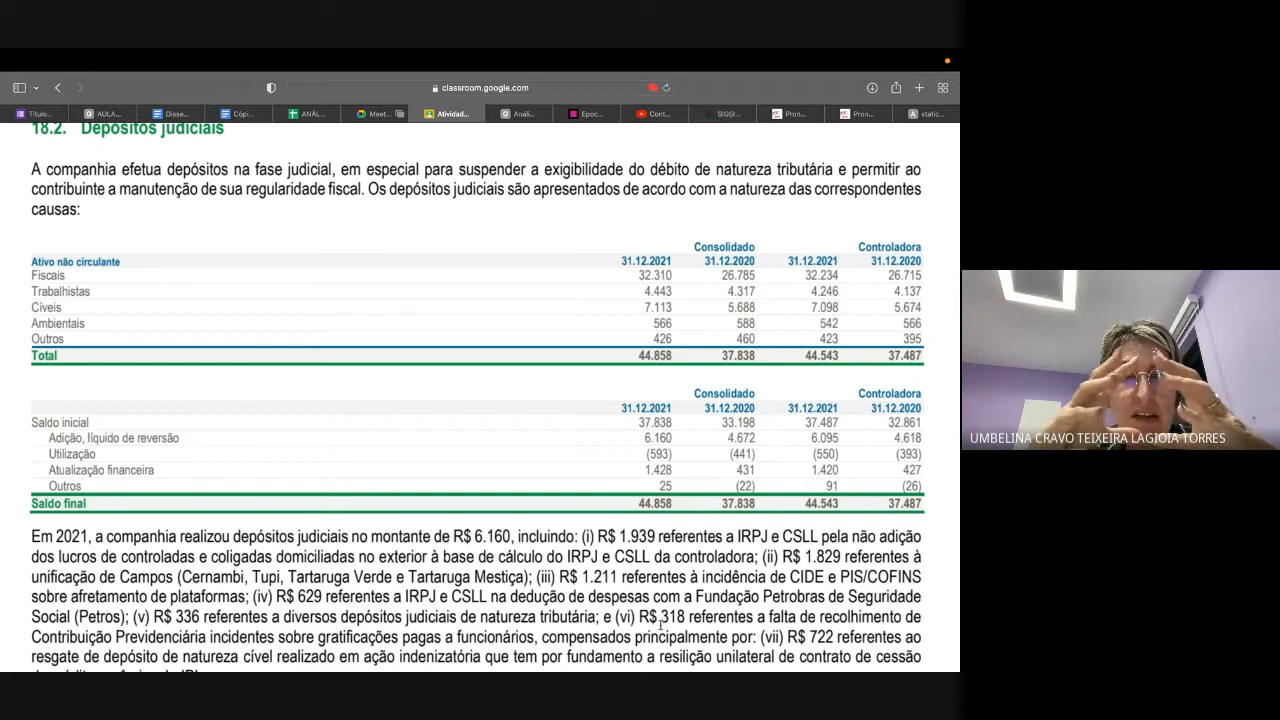 classroom.google.com
Título... AULA... Disse... Cópi... ANÁL... Meet... Atividad... Análi... Epoc... Cont... SIG@... Pron... Pron... static...
18.2. Depósitos judiciais
A companhia efetua depósitos na fase judicial, em especial para suspender a exigibilidade do débito de natureza tributária e permitir ao
contribuinte a manutenção de sua regularidade fiscal. Os depósitos judiciais são apresentados de acordo com a natureza das correspondentes
causas:
Consolidado Controladora
Ativo não circulante 31.12.2021 31.12.2020 31.12.2021 31.12.2020
Fiscais 32.310 26.785 32.234 26.715
Trabalhistas 4.443 4.317 4.246 4.137
Cíveis 7.113 5.688 7.098 5.674
Ambientais 566 588 542 566
Outros 426 460 423 395
Total 44.858 37.838 44.543 37.487
Consolidado Controladora
31.12.2021 31.12.2020 31.12.2021 31.12.2020
Saldo inicial 37.838 33.198 37.487 32.861
Adição, líquido de reversão 6.160 4.672 6.095 4.618
Utilização (593) (441) (550) (393)
Atualização financeira 1.428 431 1.420 427
Outros 25 (22) 91 (26)
Saldo final 44.858 37.838 44.543 37.487
Em 2021, a companhia realizou depósitos judiciais no montante de R$ 6.160, incluindo: (i) R$ 1.939 referentes a IRPJ e CSLL pela não adição
dos lucros de controladas e coligadas domiciliadas no exterior à base de cálculo do IRPJ e CSLL da controladora; (ii) R$ 1.829 referentes à
unificação de Campos (Cernambi, Tupi, Tartaruga Verde e Tartaruga Mestiça); (iii) R$ 1.211 referentes à incidência de CIDE e PIS/COFINS
sobre afretamento de plataformas; (iv) R$ 629 referentes a IRPJ e CSLL na dedução de despesas com a Fundação Petrobras de Seguridade
Social (Petros); (v) R$ 336 referentes a diversos depósitos judiciais de natureza tributária; e (vi) R$ 318 referentes a falta de recolhimento de
Contribuição Previdenciária incidentes sobre gratificações pagas a funcionários, compensados principalmente por: (vii) R$ 722 referentes ao
resgate de depósito de natureza cível realizado em ação indenizatória que tem por fundamento a resilição unilateral de contrato de cessão
UMBELINA CRAVO TEIXEIRA LAGIOIA TORRES